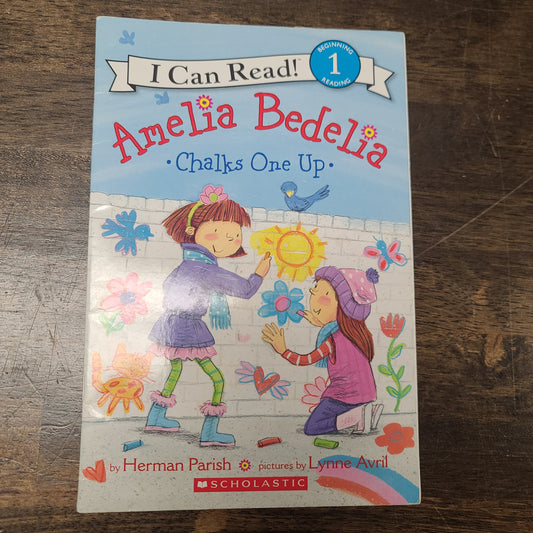 I Can Read!
BEGINNING
1
READING
Amelia Bedelia
• Chalks One Up •
by Herman Parish pictures by Lynne Avril
SCHOLASTIC